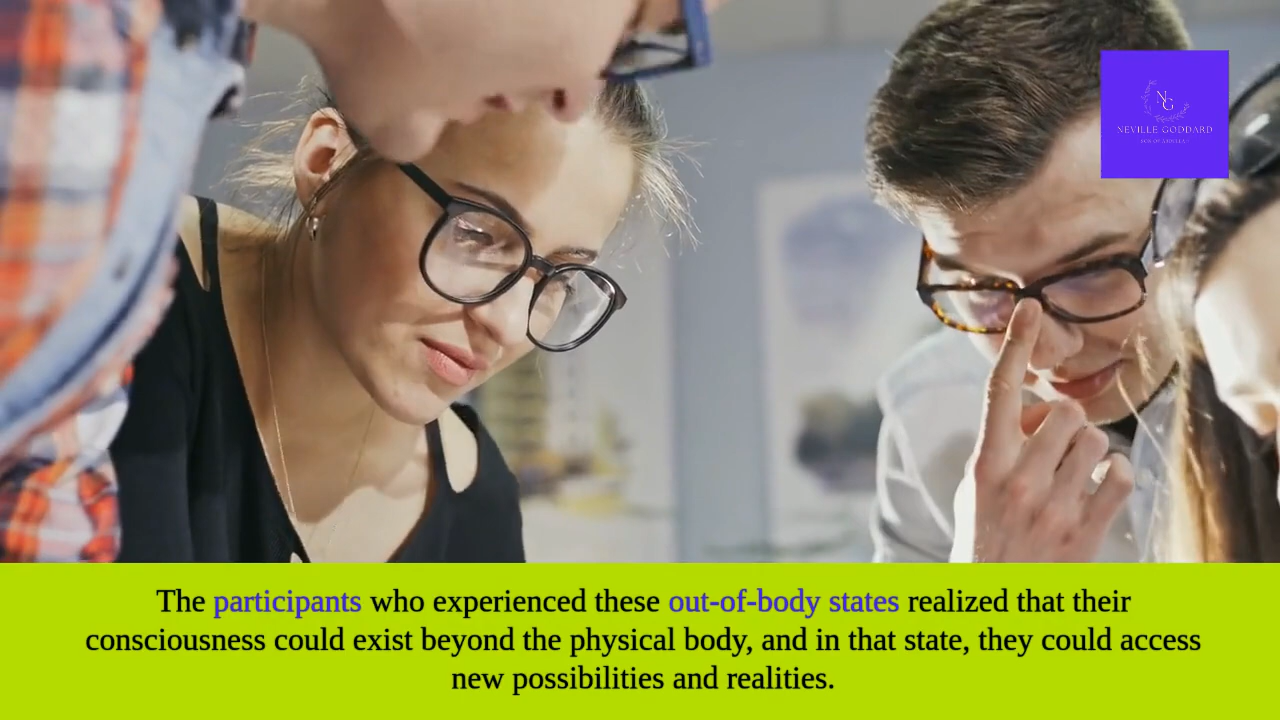 NG
NEVILLE GODDARD
The participants who experienced these out-of-body states realized that their
consciousness could exist beyond the physical body, and in that state, they could access
new possibilities and realities.